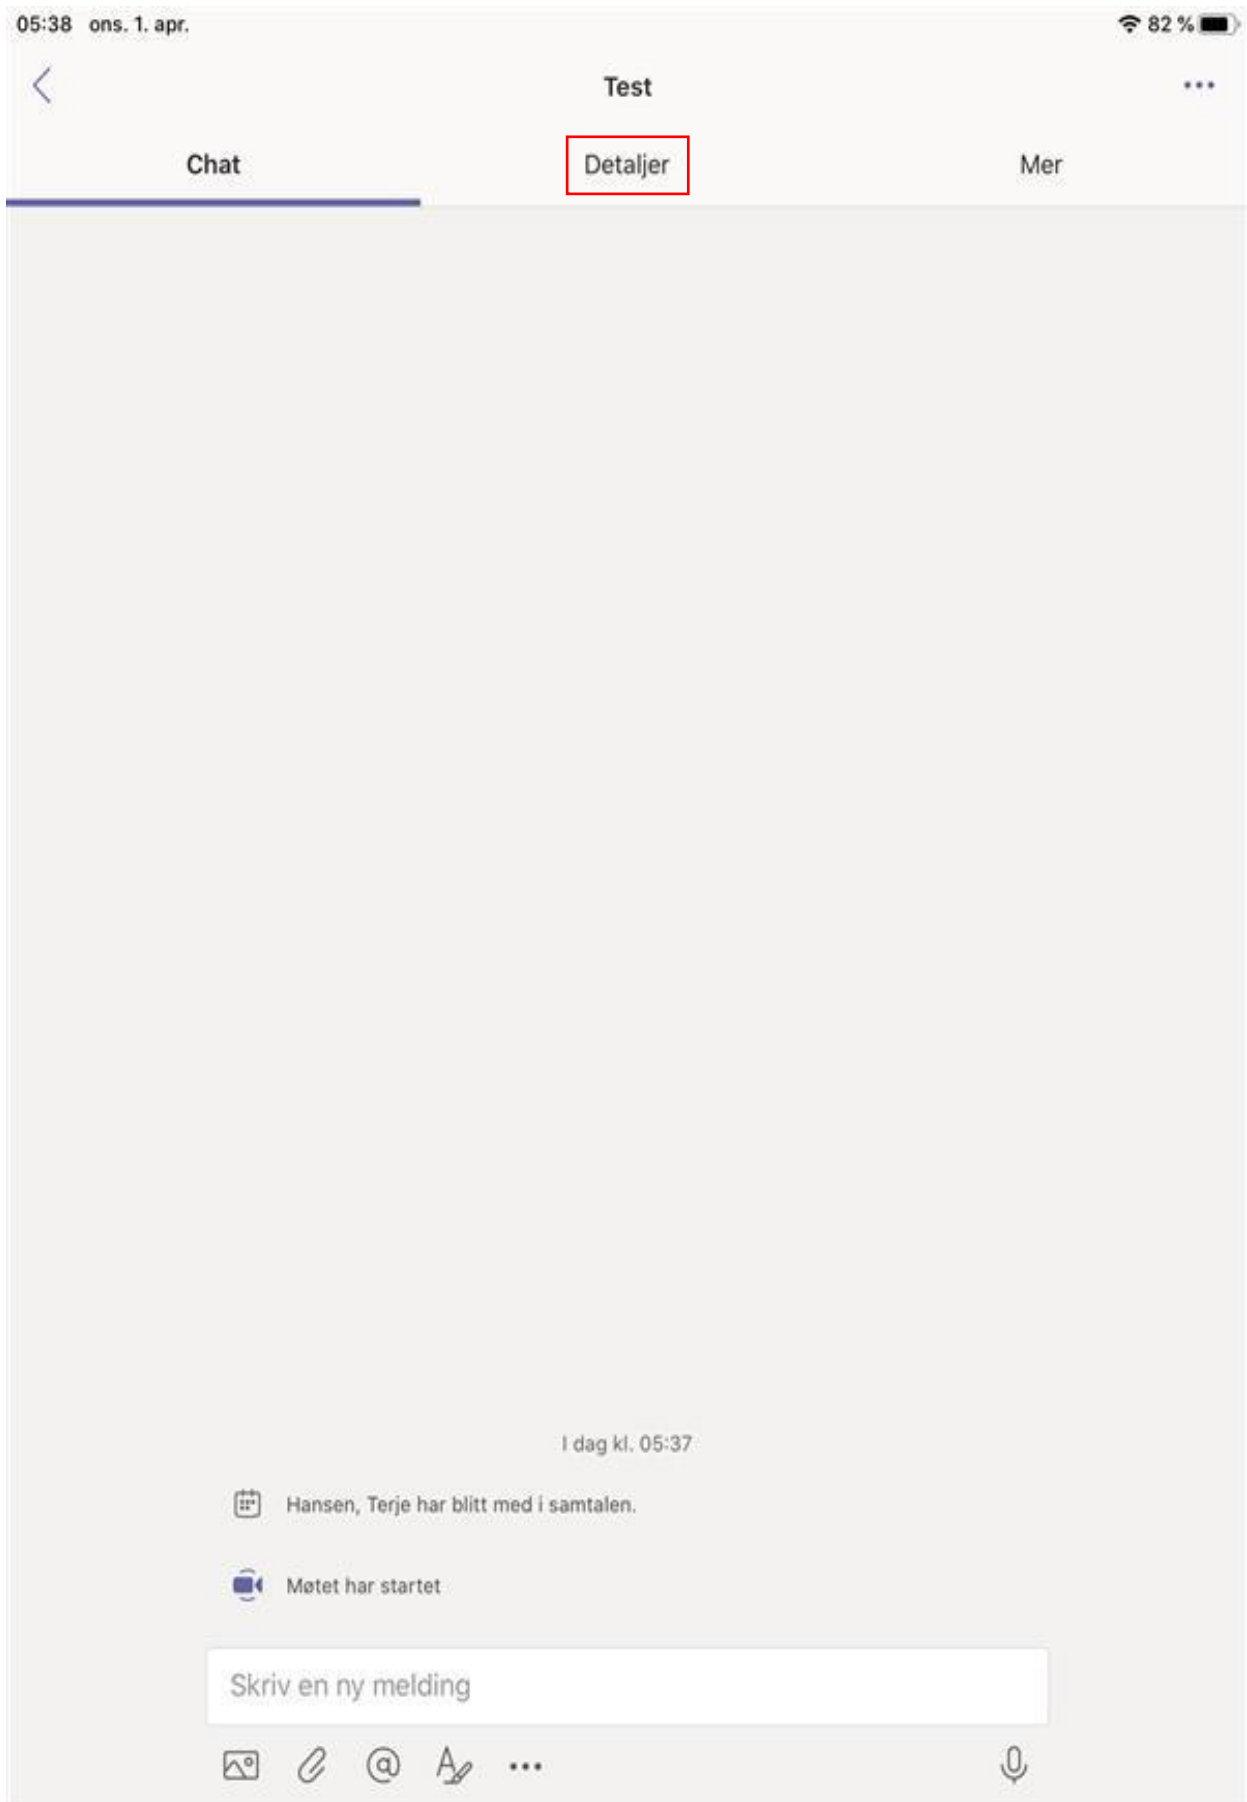 05:38 ons. 1. apr. 82 %
Test
Chat Detaljer Mer
I dag kl. 05:37
Hansen, Terje har blitt med i samtalen.
Møtet har startet
Skriv en ny melding